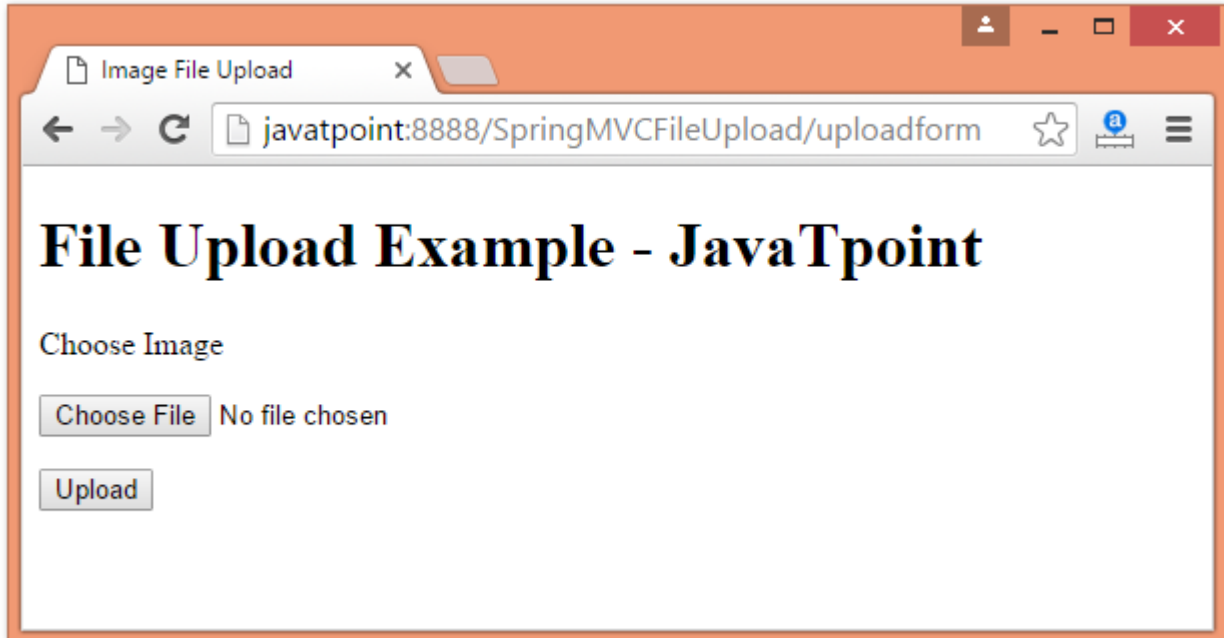 Image File Upload
javatpoint:8888/SpringMVCFileUpload/uploadform
a
File Upload Example - JavaTpoint
Choose Image
Choose File No file chosen
Upload